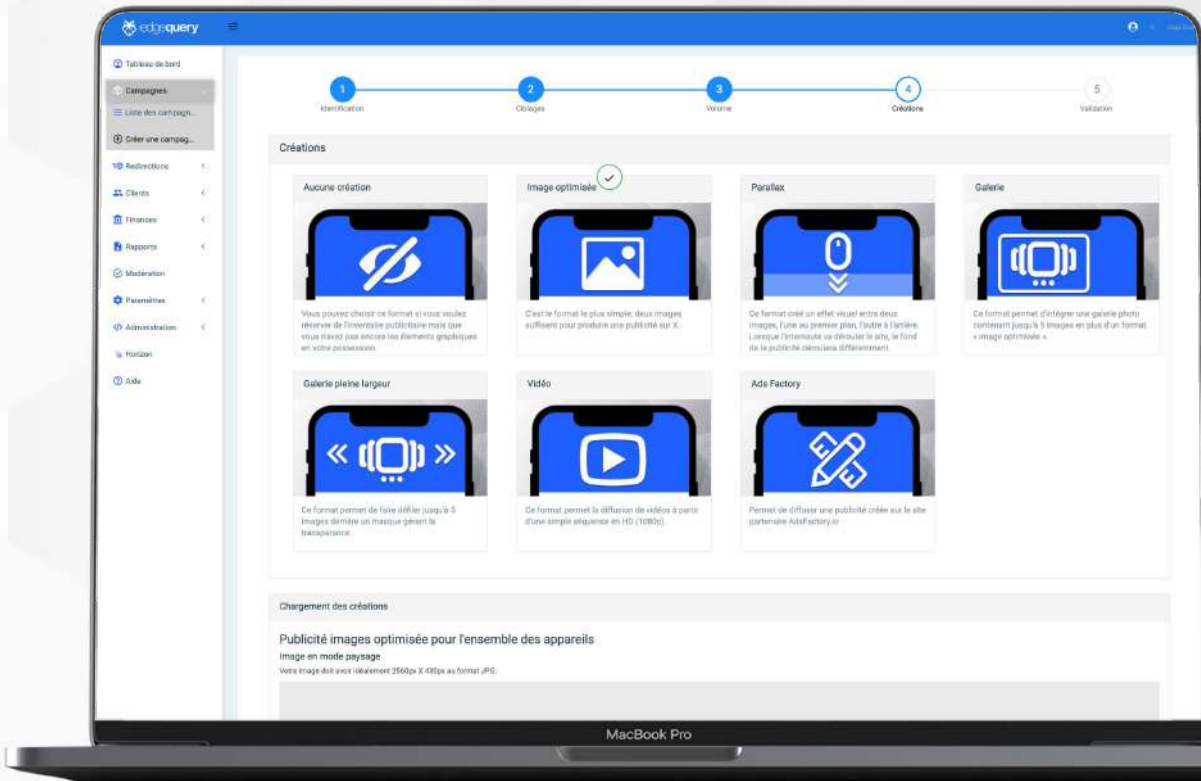 edgequery
Tableau de bord
Campagnes
Liste des campagn...
Créer une campag...
Redirections
Clients
Finances
Rapports
Modération
Paramètres
Administration
Horizon
Aide
1
Identification
2
Ciblages
3
Volume
4
Créations
5
Validation
Créations
Aucune création
Vous pouvez choisir ce format si vous voulez
réserver de l'inventaire publicitaire mais que
vous n'avez pas encore les éléments graphiques
en votre possession.
Image optimisée
C'est le format le plus simple, deux images
suffisent pour produire une publicité sur X.
Parallax
Ce format créé un effet visuel entre deux
images, l'une au premier plan, l'autre à l'arrière.
Lorsque l'internaute va dérouler le site, le fond
de la publicité déroulera différemment.
Galerie
Ce format permet d'intégrer une galerie photo
contenant jusqu'à 5 images en plus d'un format
« image optimisée ».
Galerie pleine largeur
Ce format permet de faire défiler jusqu'à 5
images derrière un masque gérant la
transparence.
Vidéo
Ce format permet la diffusion de vidéos à partir
d'une simple séquence en HD (1080p).
Ads Factory
Permet de diffuser une publicité créée sur le site
partenaire AdsFactory.io
Chargement des créations
Publicité images optimisée pour l'ensemble des appareils
Image en mode paysage
Votre image doit avoir idéalement 2560px X 430px au format JPG.
MacBook Pro